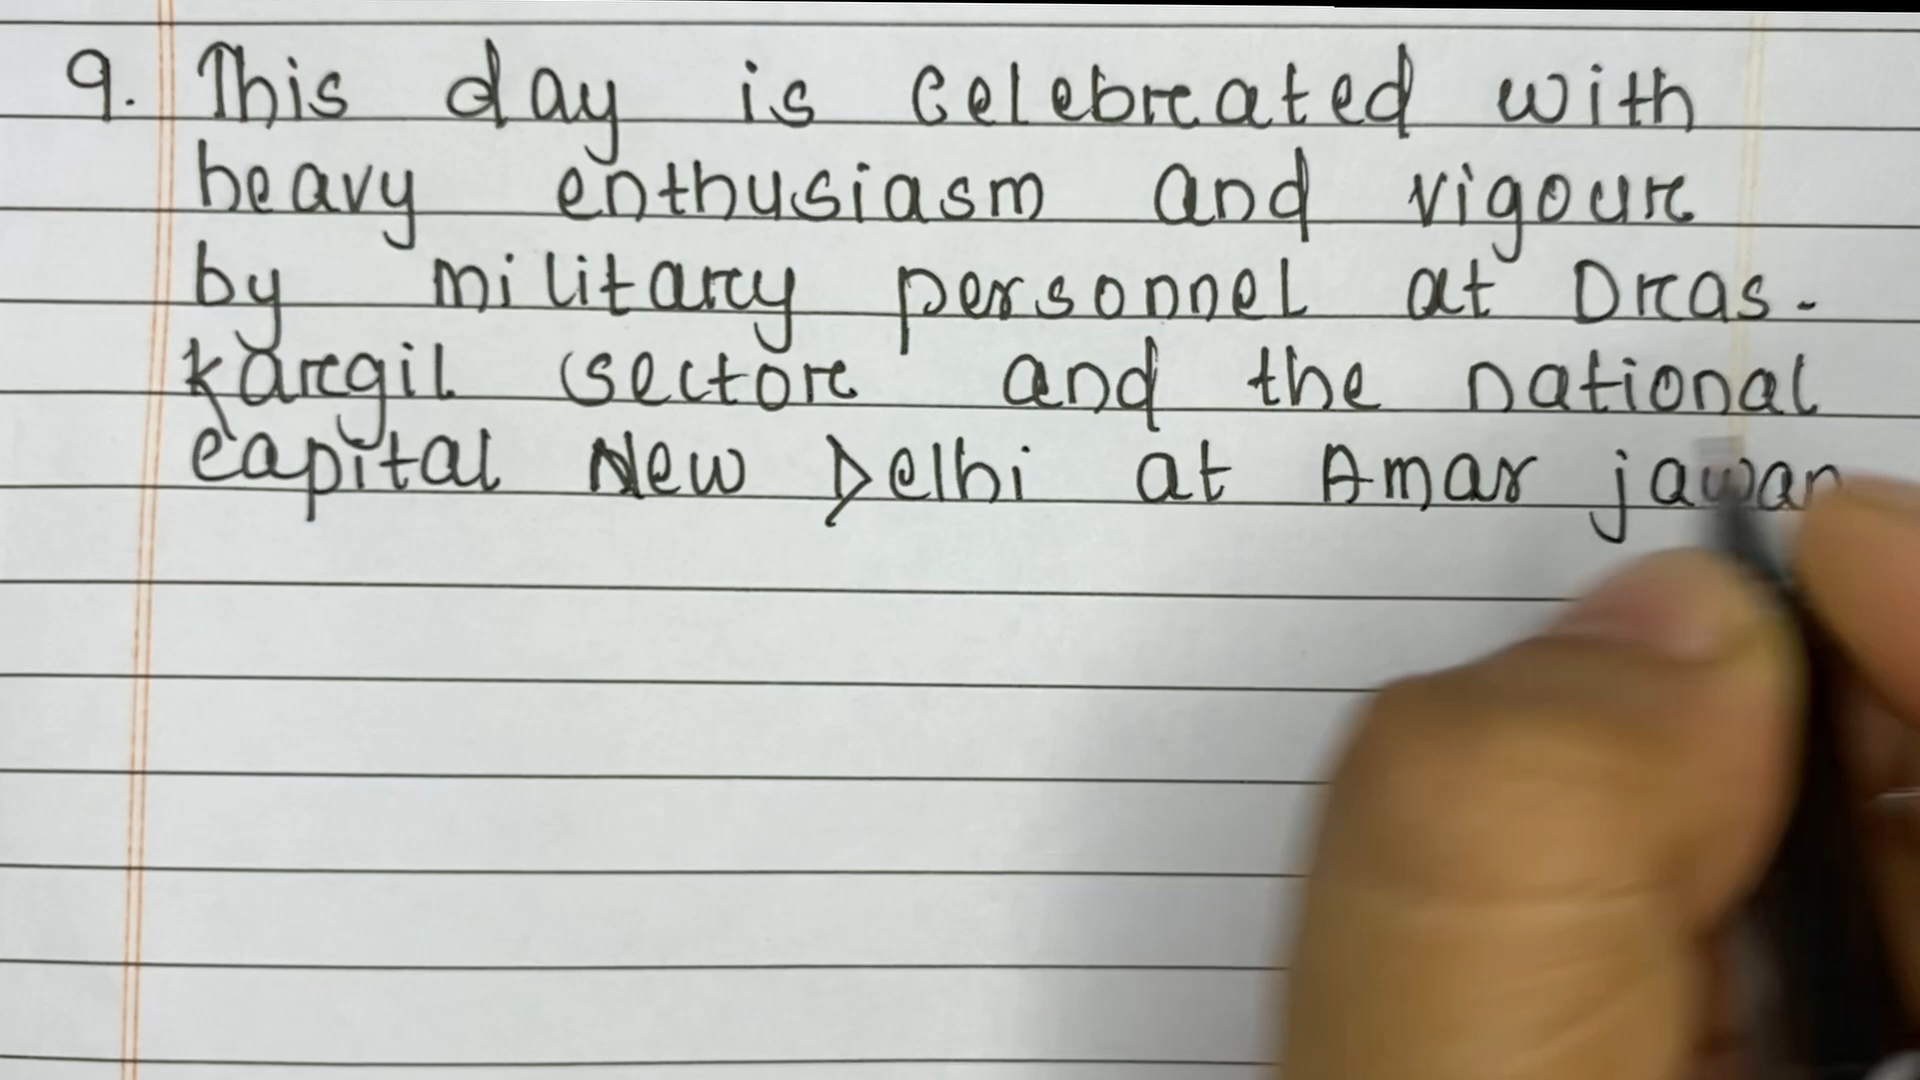 9. This day is celebrated with
heavy enthusiasm and vigour
by military personnel at Dras-
kargil sector and the national
capital New Delhi at Amar jawan